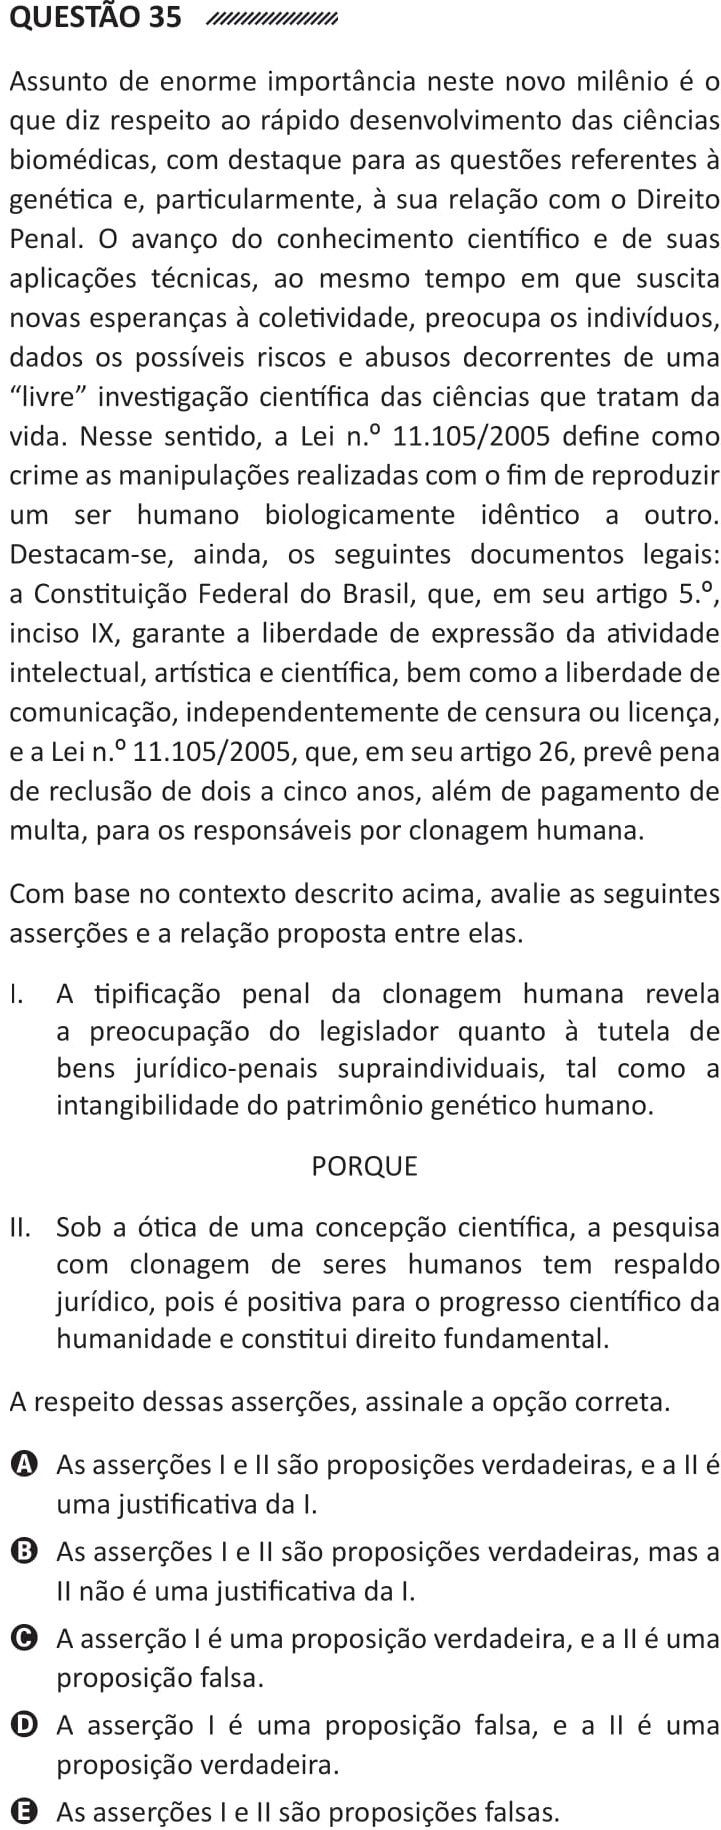 QUESTÃO 35
Assunto de enorme importância neste novo milênio é o
que diz respeito ao rápido desenvolvimento das ciências
biomédicas, com destaque para as questões referentes à
genética e, particularmente, à sua relação com o Direito
Penal. O avanço do conhecimento científico e de suas
aplicações técnicas, ao mesmo tempo em que suscita
novas esperanças à coletividade, preocupa os indivíduos,
dados os possíveis riscos e abusos decorrentes de uma
“livre” investigação científica das ciências que tratam da
vida. Nesse sentido, a Lei n.º 11.105/2005 define como
crime as manipulações realizadas com o fim de reproduzir
um ser humano biologicamente idêntico a outro.
Destacam-se, ainda, os seguintes documentos legais:
a Constituição Federal do Brasil, que, em seu artigo 5.º,
inciso IX, garante a liberdade de expressão da atividade
intelectual, artística e científica, bem como a liberdade de
comunicação, independentemente de censura ou licença,
e a Lei n.º 11.105/2005, que, em seu artigo 26, prevê pena
de reclusão de dois a cinco anos, além de pagamento de
multa, para os responsáveis por clonagem humana.
Com base no contexto descrito acima, avalie as seguintes
asserções e a relação proposta entre elas.
I. A tipificação penal da clonagem humana revela
a preocupação do legislador quanto à tutela de
bens jurídico-penais supraindividuais, tal como a
intangibilidade do patrimônio genético humano.
PORQUE
II. Sob a ótica de uma concepção científica, a pesquisa
com clonagem de seres humanos tem respaldo
jurídico, pois é positiva para o progresso científico da
humanidade e constitui direito fundamental.
A respeito dessas asserções, assinale a opção correta.
A As asserções I e II são proposições verdadeiras, e a II é
uma justificativa da I.
B As asserções I e II são proposições verdadeiras, mas a
II não é uma justificativa da I.
C A asserção I é uma proposição verdadeira, e a II é uma
proposição falsa.
D A asserção I é uma proposição falsa, e a II é uma
proposição verdadeira.
E As asserções I e II são proposições falsas.